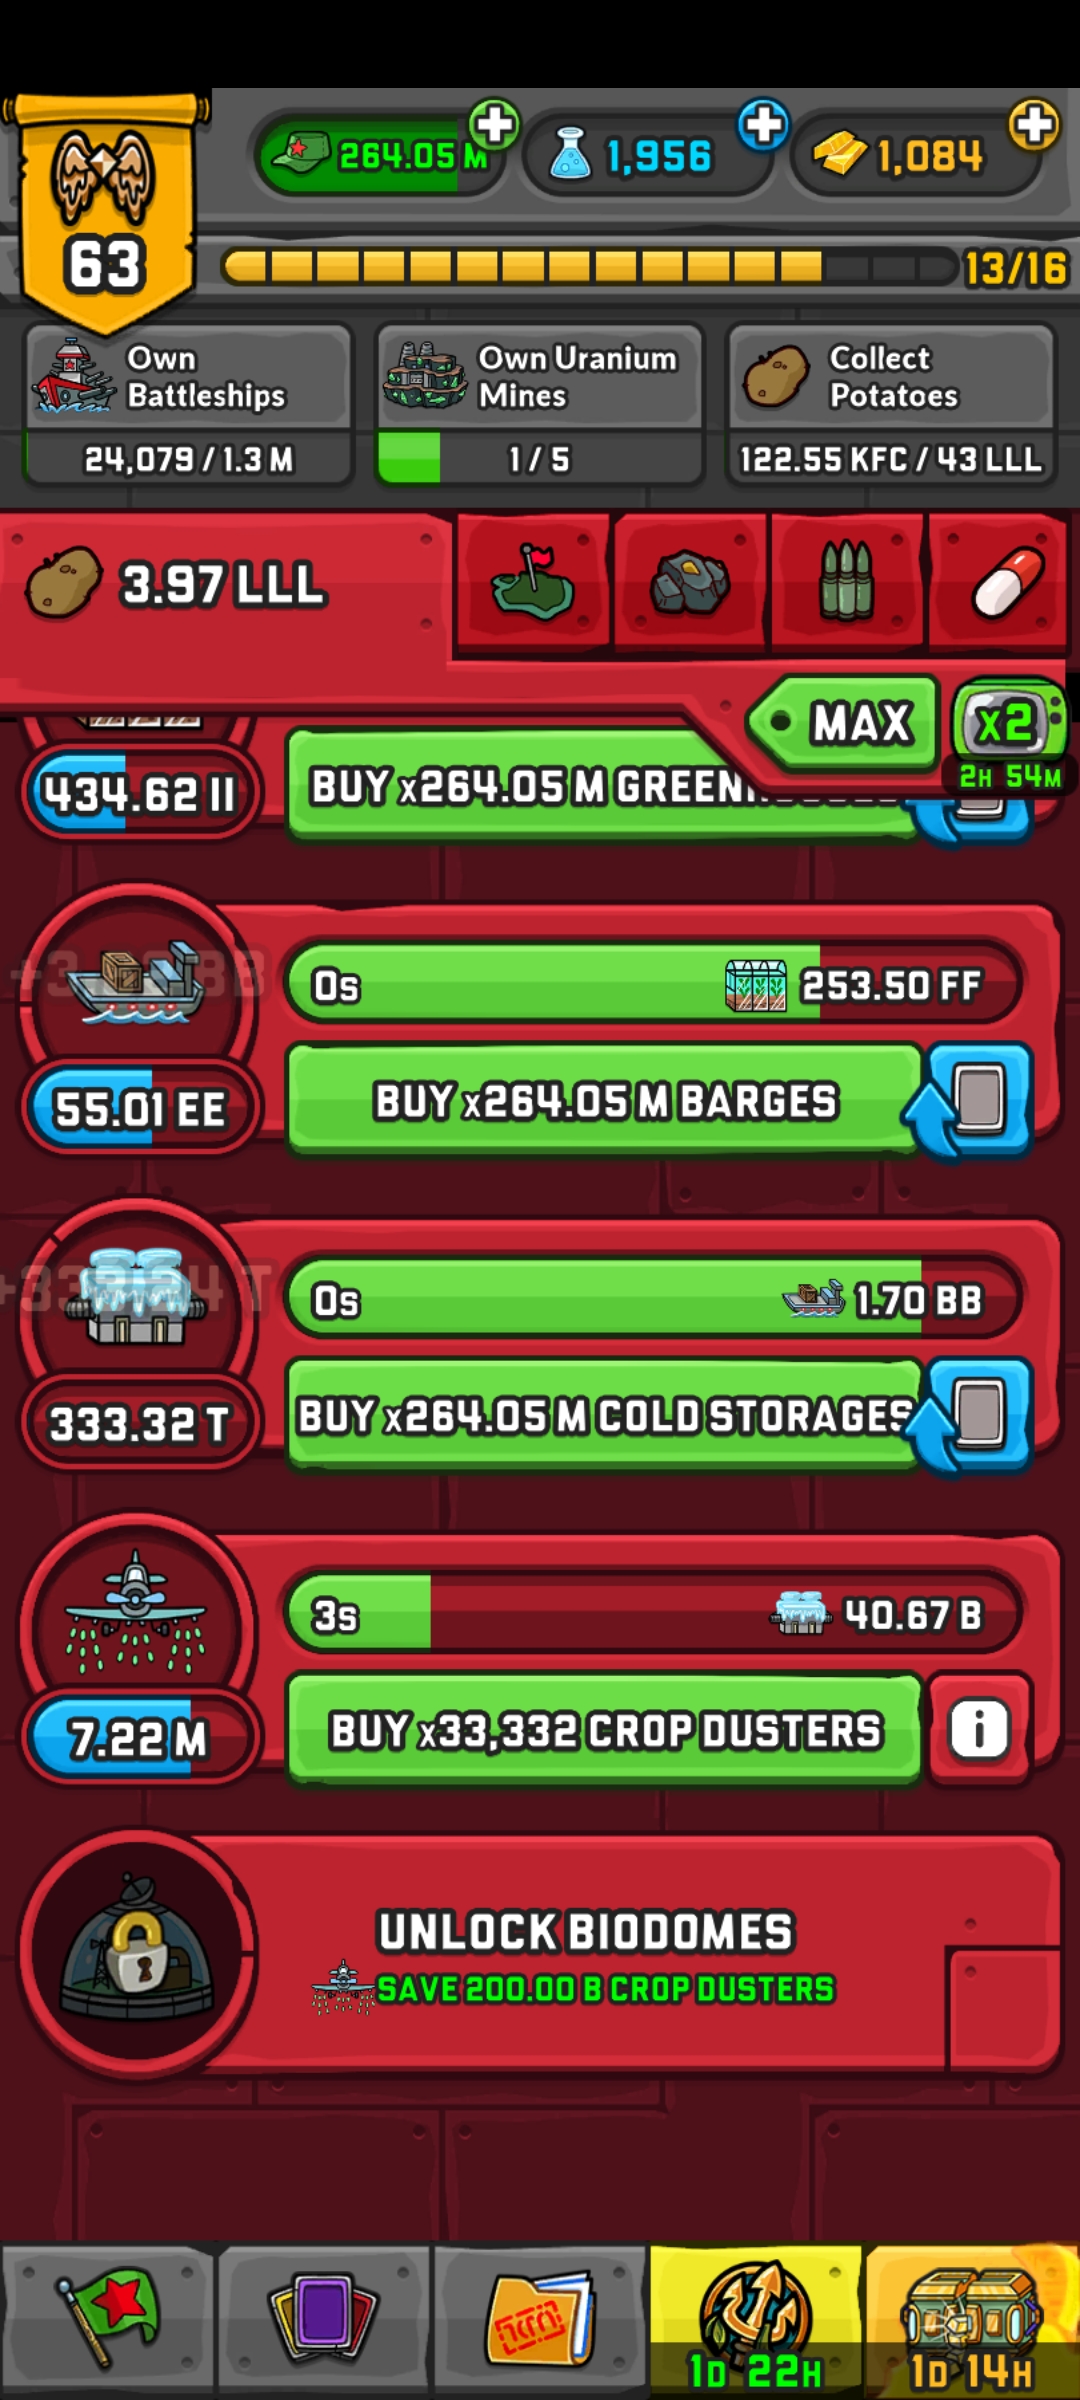 63
264.05 M
1,956
1,084
13/16
Own Battleships
24,079 / 1.3 M
Own Uranium Mines
1 / 5
Collect Potatoes
122.55 KFC / 43 LLL
3.97 LLL
MAX
x2
2H 54M
434.62 II
BUY x264.05 M
0s
253.50 FF
55.01 EE
BUY x264.05 M BARGES
0s
1.70 BB
333.32 T
BUY x264.05 M COLD STORAGES
3s
40.67 B
7.22 M
BUY x33,332 CROP DUSTERS
i
UNLOCK BIODOMES
SAVE 200.00 B CROP DUSTERS
1D 22H
1D 14H